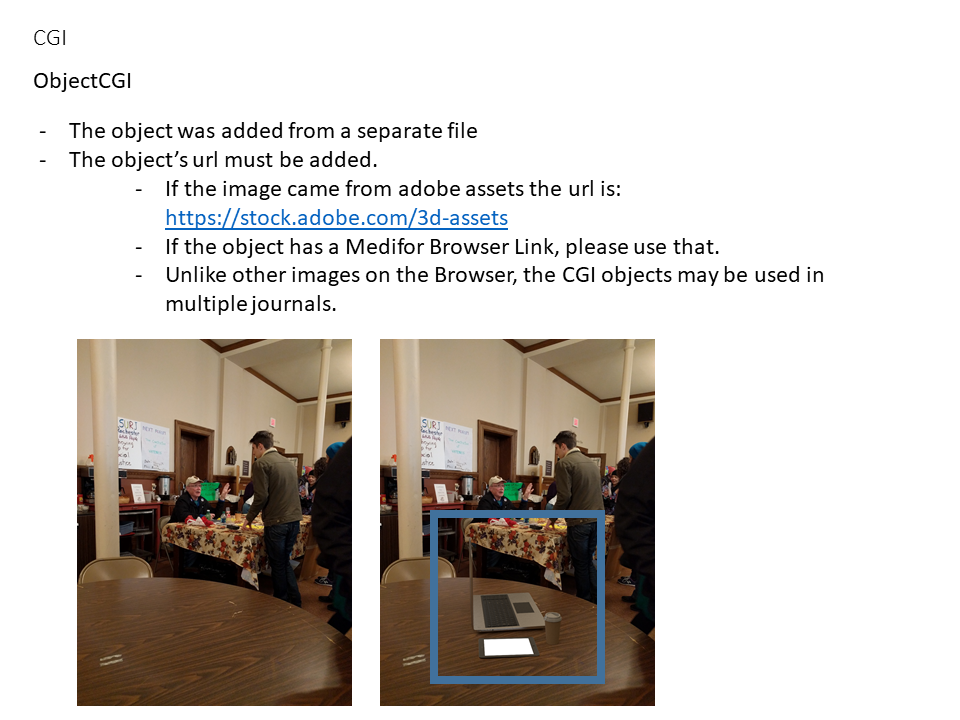 CGI
ObjectCGI
- The object was added from a separate file
- The object's url must be added.
- If the image came from adobe assets the url is:
https://stock.adobe.com/3d-assets
- If the object has a Medifor Browser Link, please use that.
- Unlike other images on the Browser, the CGI objects may be used in
multiple journals.
SURJ
SURJ